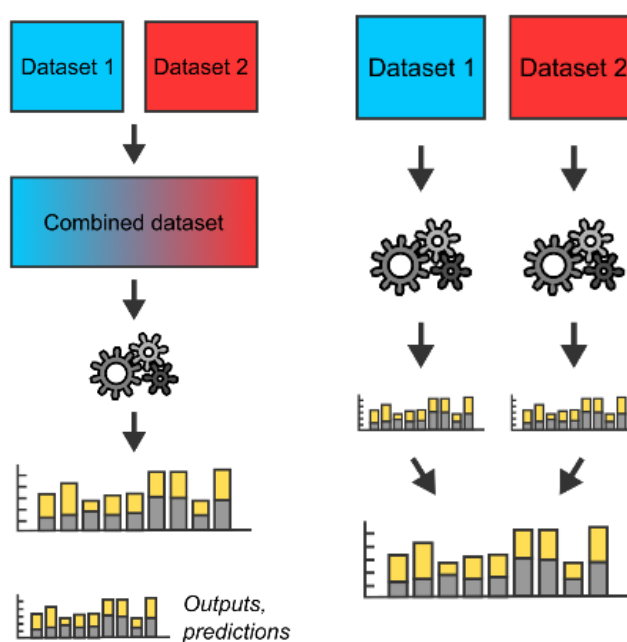 Dataset 1
Dataset 2
Combined dataset
Outputs,
predictions
Dataset 1
Dataset 2